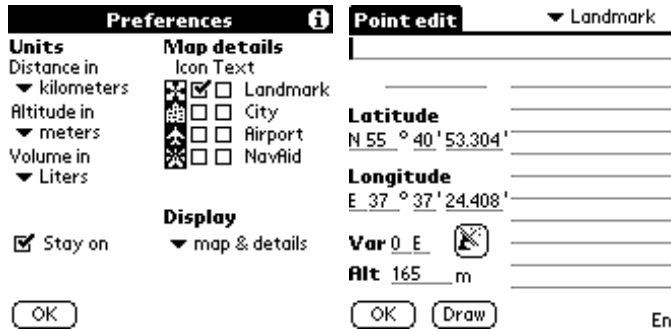 Preferences
Units
Map details
Distance in
Icon Text
kilometers
Landmark
Altitude in
City
meters
Airport
Volume in
NavAid
Liters
Display
Stay on
map & details
OK
Point edit
Landmark
Latitude
N 55 ° 40 ' 53.304 '
Longitude
E 37 ° 37 ' 24.408 '
Var 0 E
Alt 165 m
OK
Draw
En